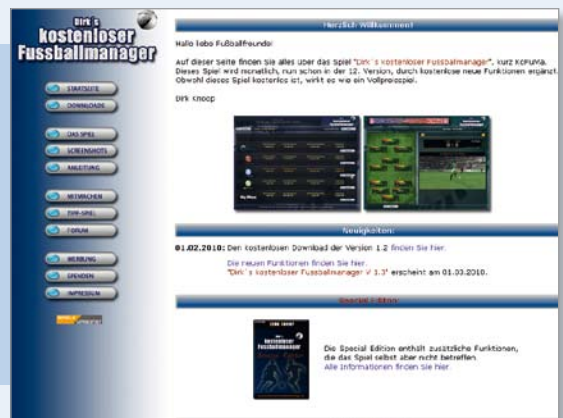 Dirk´s
kostenloser
Fussballmanager
STARTSEITE
DOWNLOADS
DAS SPIEL
SCREENSHOTS
ANLEITUNG
MITMACHEN
TIPP-SPIEL
FORUM
WERBUNG
SPENDEN
IMPRESSUM
Herzlich Willkommen!
Hallo liebe Fußballfreunde!
Auf dieser Seite finden Sie alles über das Spiel "Dirk´s kostenloser Fussballmanager", kurz KoFuMa.
Dieses Spiel wird monatlich, nun schon in der 12. Version, durch kostenlose neue Funktionen ergänzt.
Obwohl dieses Spiel kostenlos ist, wirkt es wie ein Vollpreisspiel.
Dirk Knoop
Neuigkeiten:
01.02.2010: Den kostenlosen Download der Version 1.2 finden Sie hier.
Die neuen Funktionen finden Sie hier.
"Dirk´s kostenloser Fussballmanager V 1.3" erscheint am 01.03.2010.
Special Edition:
kostenloser
Fussballmanager
Die Special Edition enthält zusätzliche Funktionen,
die das Spiel selbst aber nicht betreffen.
Alle Informationen finden Sie hier.